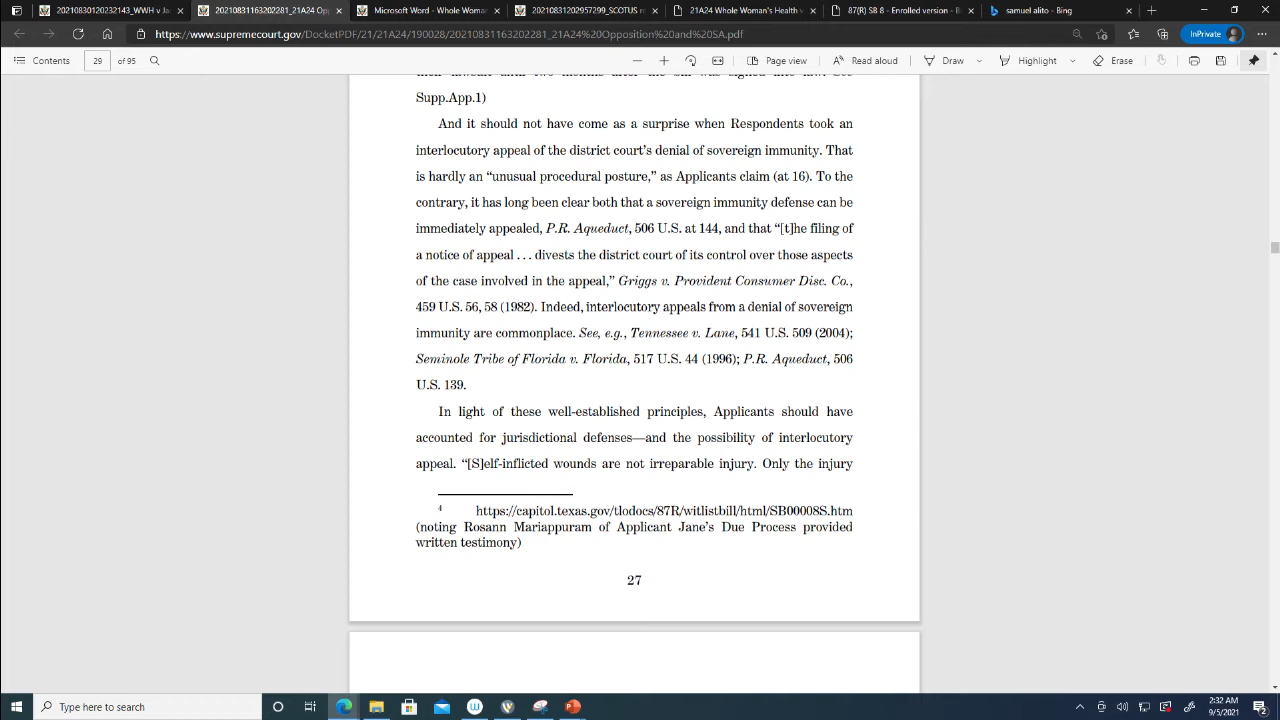 20210830102232143_WWH v Ja
20210831163202281_21A24 Op
Microsoft Word - Whole Woma
20210831202957299_SCOTUS r
21A24 Whole Woman's Health v
87(R) SB 8 - Enrolled version - B
samuel alito - Bing
https://www.supremecourt.gov/DocketPDF/21/21A24/190028/20210831163202281_21A24%20Opposition%20and%20SA.pdf
InPrivate
Contents
29
of 95
Page view
Read aloud
Draw
Highlight
Erase
Supp.App.1)
And it should not have come as a surprise when Respondents took an
interlocutory appeal of the district court's denial of sovereign immunity. That
is hardly an “unusual procedural posture,” as Applicants claim (at 16). To the
contrary, it has long been clear both that a sovereign immunity defense can be
immediately appealed, P.R. Aqueduct, 506 U.S. at 144, and that “[t]he filing of
a notice of appeal . . . divests the district court of its control over those aspects
of the case involved in the appeal,” Griggs v. Provident Consumer Disc. Co.,
459 U.S. 56, 58 (1982). Indeed, interlocutory appeals from a denial of sovereign
immunity are commonplace. See, e.g., Tennessee v. Lane, 541 U.S. 509 (2004);
Seminole Tribe of Florida v. Florida, 517 U.S. 44 (1996); P.R. Aqueduct, 506
U.S. 139.
In light of these well-established principles, Applicants should have
accounted for jurisdictional defenses—and the possibility of interlocutory
appeal. “[S]elf-inflicted wounds are not irreparable injury. Only the injury
4 https://capitol.texas.gov/tlodocs/87R/witlistbill/html/SB00008S.htm
(noting Rosann Mariappuram of Applicant Jane's Due Process provided
written testimony)
27
Type here to search
2:32 AM
9/5/2021